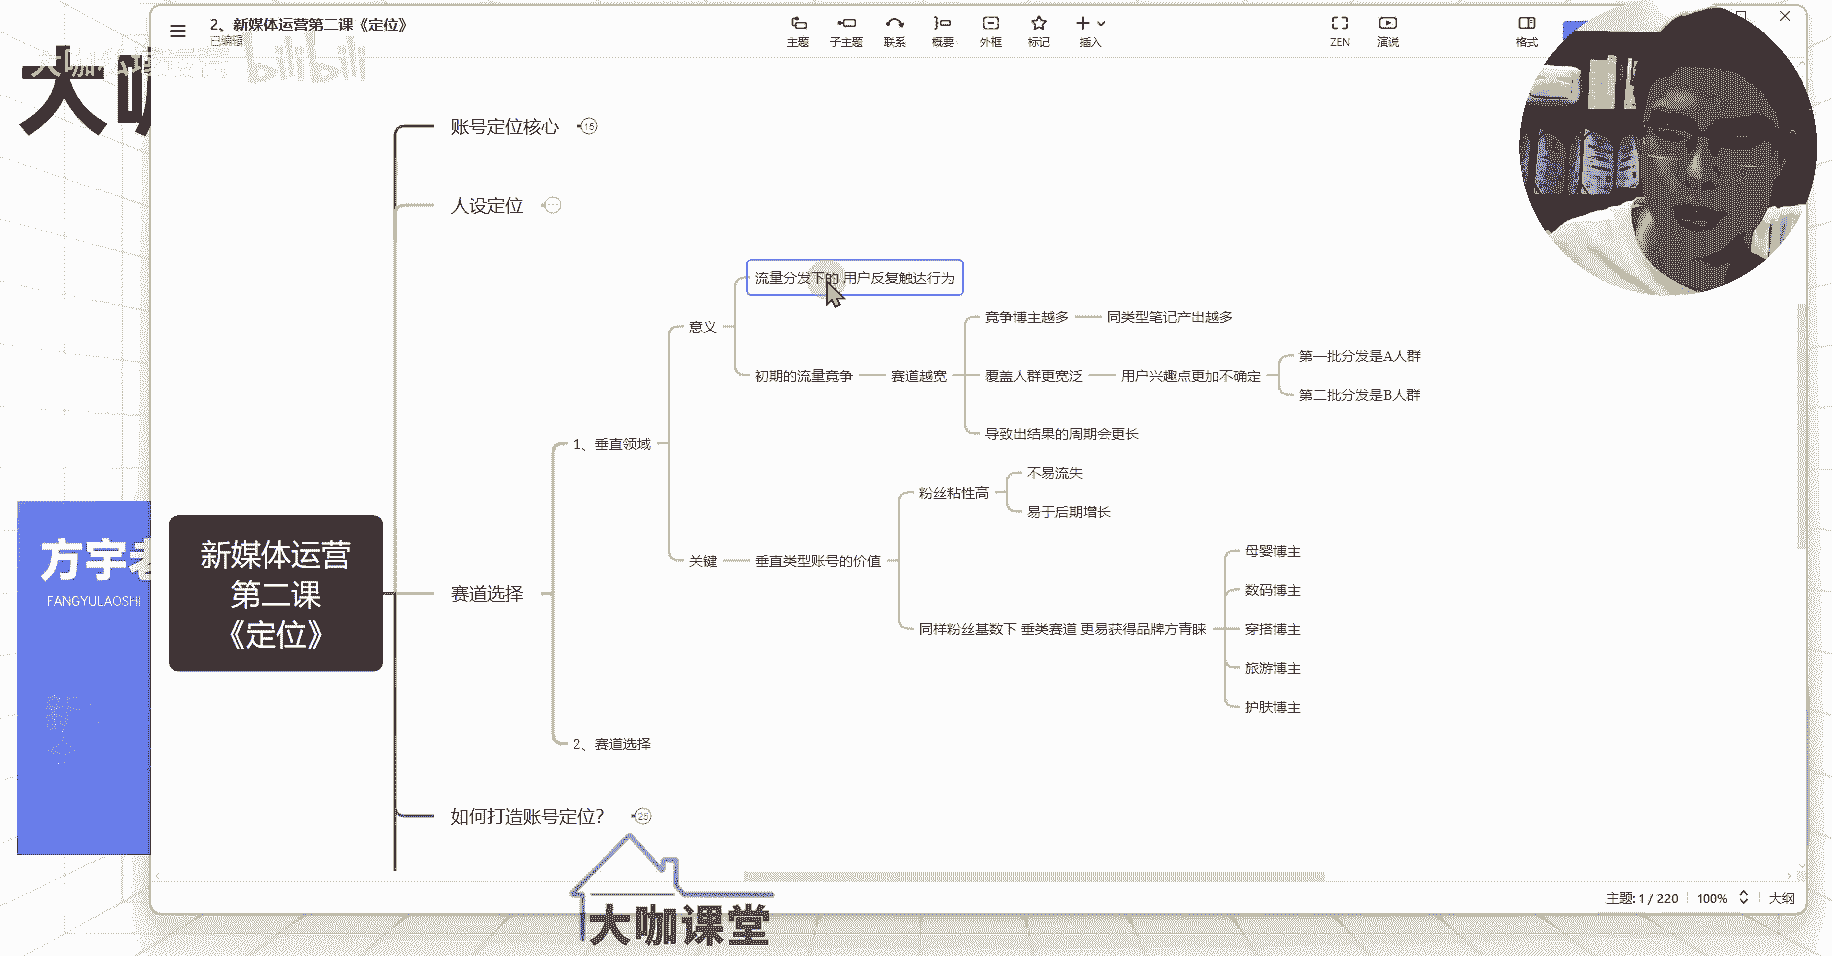 2、新媒体运营第二课《定位》
已编辑
主题
子主题
联系
概要
外框
标记
插入
ZEN
演说
格式
bilibili
大咖
账号定位核心
15
人设定位
流量分发下的 用户反复触达行为
意义
竞争博主越多
同类型笔记产出越多
初期的流量竞争
赛道越宽
覆盖人群更宽泛
用户兴趣点更加不确定
第一批分发是A人群
第二批分发是B人群
导致出结果的周期会更长
1、垂直领域
粉丝粘性高
不易流失
易于后期增长
关键
垂直类型账号的价值
同样粉丝基数下 垂类赛道 更易获得品牌方青睐
母婴博主
数码博主
穿搭博主
旅游博主
护肤博主
方宇老
FANGYULAOSHI
新媒体运营
第二课
《定位》
赛道选择
2、赛道选择
如何打造账号定位?
25
大咖课堂
主题: 1 / 220
100%
大纲